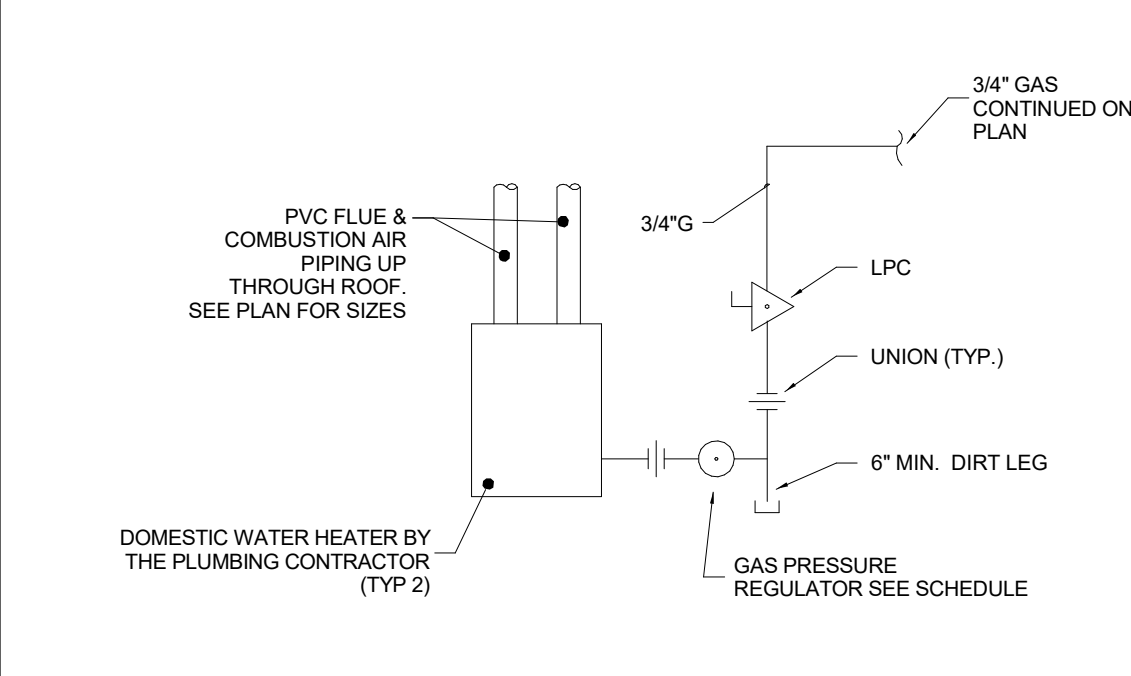 3/4" GAS
CONTINUED ON
PLAN
PVC FLUE &
COMBUSTION AIR
PIPING UP
THROUGH ROOF.
SEE PLAN FOR SIZES
3/4"G
LPC
UNION (TYP.)
6" MIN. DIRT LEG
DOMESTIC WATER HEATER BY
THE PLUMBING CONTRACTOR
(TYP 2)
GAS PRESSURE
REGULATOR SEE SCHEDULE